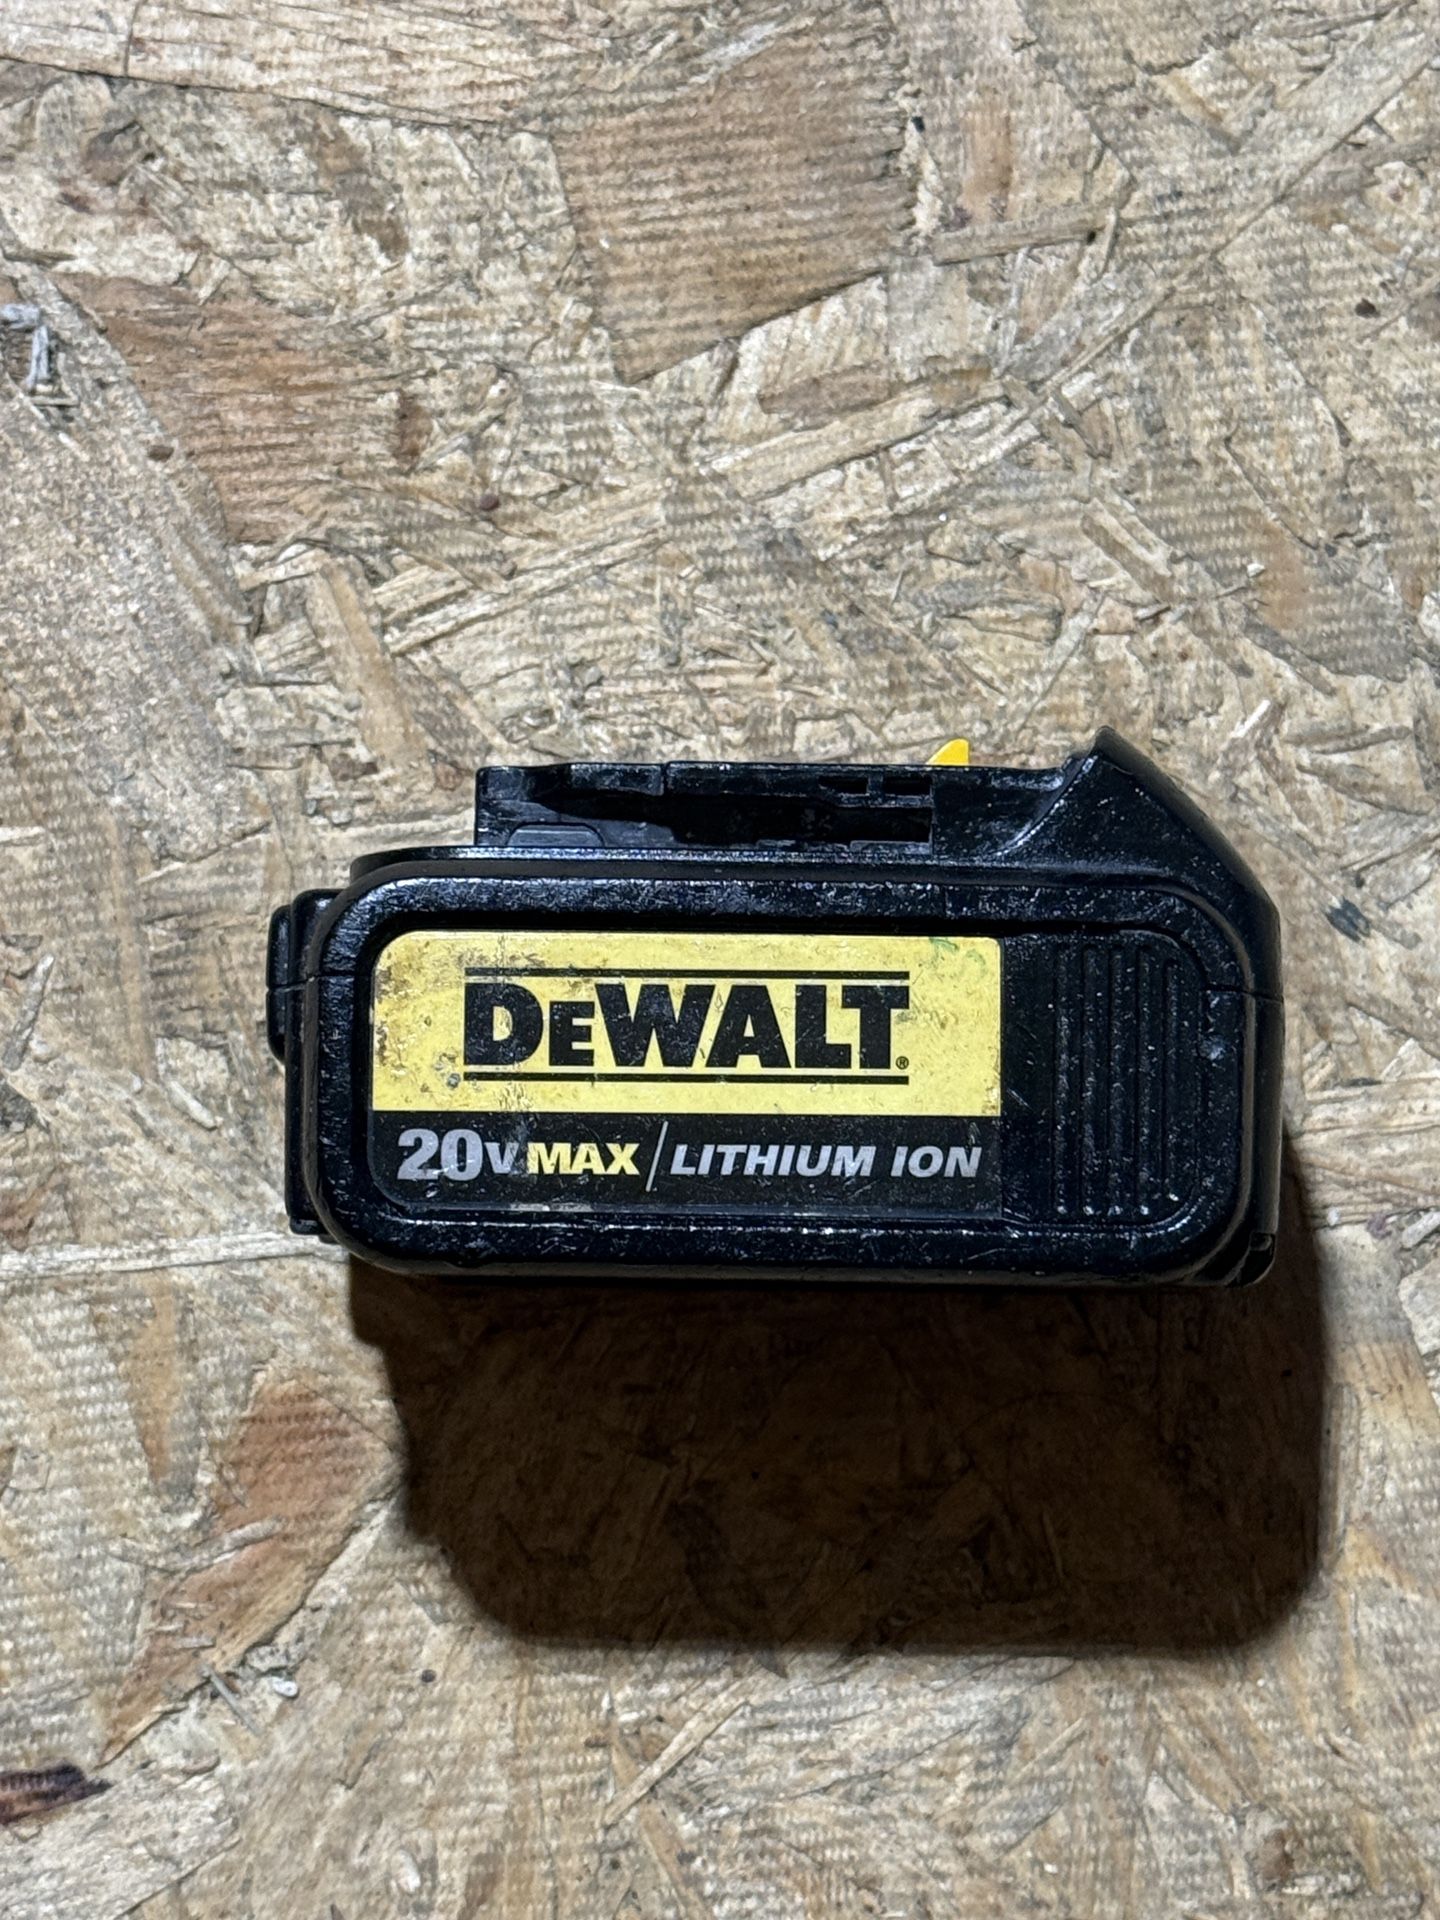 DEWALT®
20V MAX / LITHIUM ION